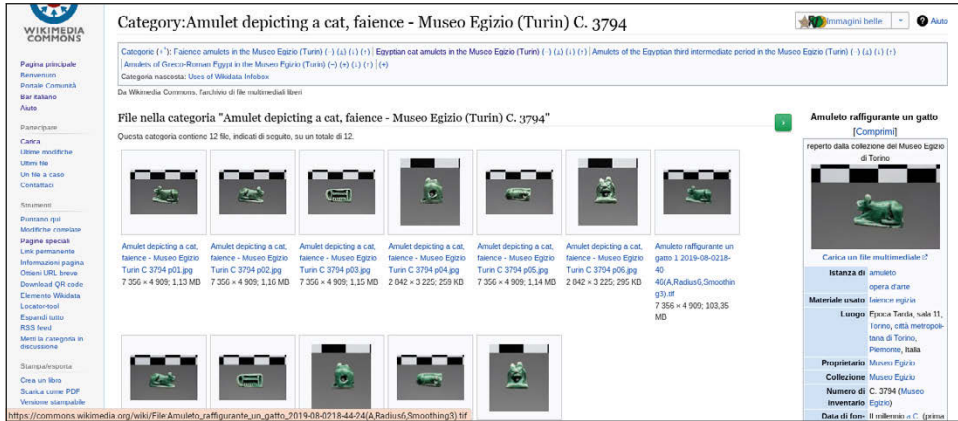 WIKIMEDIA
COMMONS
Pagina principale
Benvenuto
Portale Comunità
Bar italiano
Aiuto
Partecipare
Carica
Ultime modifiche
Ultimi file
Un file a caso
Contattaci
Strumenti
Puntano qui
Modifiche correlate
Pagine speciali
Link permanente
Informazioni pagina
Ottieni URL breve
Download QR code
Elemento Wikidata
Locator-tool
Espandi tutto
RSS feed
Metti la categoria in
discussione
Stampa/esporta
Crea un libro
Scarica come PDF
Versione stampabile
Category:Amulet depicting a cat, faience - Museo Egizio (Turin) C. 3794
Immagini belle
Aiuto
Categorie (+⁺): Faience amulets in the Museo Egizio (Turin) (−) (±) (↓) (↑) | Egyptian cat amulets in the Museo Egizio (Turin) (−) (±) (↓) (↑) | Amulets of the Egyptian third intermediate period in the Museo Egizio (Turin) (−) (±) (↓) (↑)
| Amulets of Greco-Roman Egypt in the Museo Egizio (Turin) (−) (±) (↓) (↑) | (+)
Categoria nascosta: Uses of Wikidata Infobox
Da Wikimedia Commons, l'archivio di file multimediali liberi
File nella categoria "Amulet depicting a cat, faience - Museo Egizio (Turin) C. 3794"
Questa categoria contiene 12 file, indicati di seguito, su un totale di 12.
Amulet depicting a cat,
faience - Museo Egizio
Turin C 3794 p01.jpg
7 356 × 4 909; 1,13 MB
Amulet depicting a cat,
faience - Museo Egizio
Turin C 3794 p02.jpg
7 356 × 4 909; 1,16 MB
Amulet depicting a cat,
faience - Museo Egizio
Turin C 3794 p03.jpg
7 356 × 4 909; 1,15 MB
Amulet depicting a cat,
faience - Museo Egizio
Turin C 3794 p04.jpg
2 042 × 3 225; 259 KB
Amulet depicting a cat,
faience - Museo Egizio
Turin C 3794 p05.jpg
7 356 × 4 909; 1,14 MB
Amulet depicting a cat,
faience - Museo Egizio
Turin C 3794 p06.jpg
2 042 × 3 225; 295 KB
Amuleto raffigurante un
gatto 1 2019-08-0218-
40
40(A,Radius6,Smoothin
g3).tif
7 356 × 4 909; 103,35
MB
Amuleto raffigurante un gatto
[Comprimi]
reperto dalla collezione del Museo Egizio
di Torino
Carica un file multimediale
Istanza di amuleto
opera d'arte
Materiale usato faience egizia
Luogo Epoca Tarda, sala 11,
Torino, città metropoli-
tana di Torino,
Piemonte, Italia
Proprietario Museo Egizio
Collezione Museo Egizio
Numero di C. 3794 (Museo
inventario Egizio)
Data di fon- II millennio a.C. (prima
https://commons.wikimedia.org/wiki/File:Amuleto_raffigurante_un_gatto_2019-08-0218-44-24(A,Radius6,Smoothing3).tif